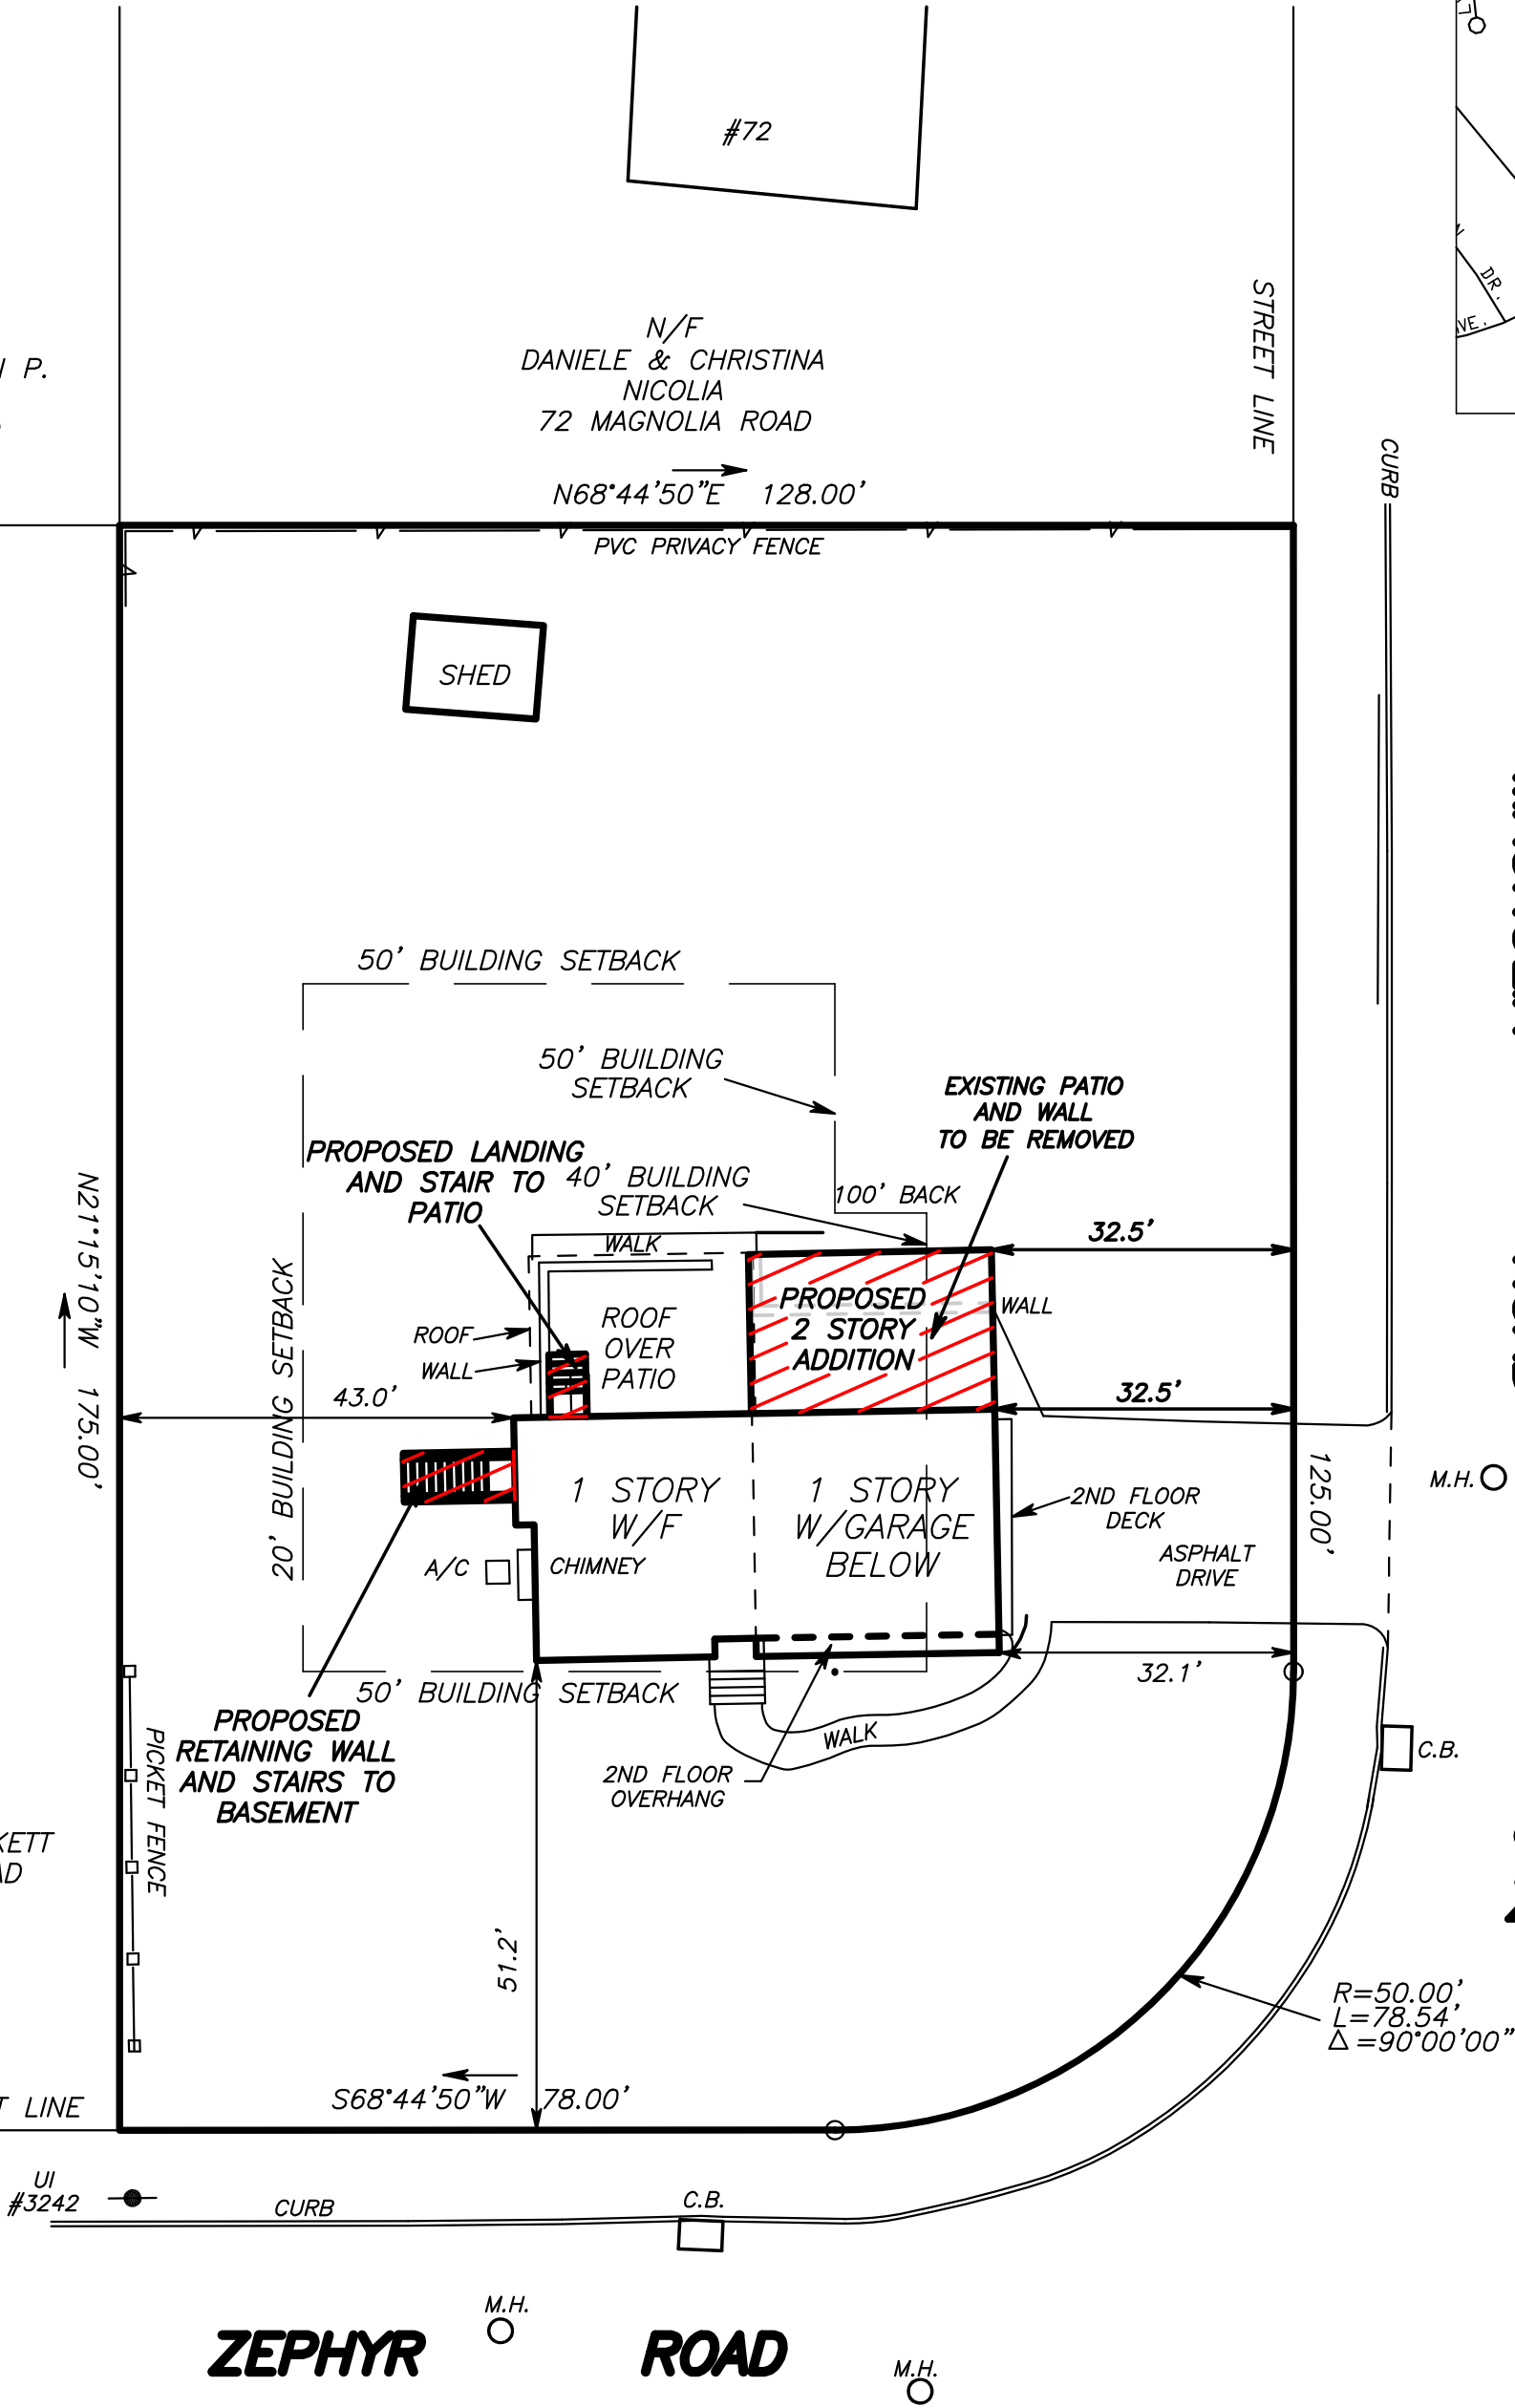 #72
DR.
STREET LINE
N/F
DANIELE & CHRISTINA
NICOLIA
72 MAGNOLIA ROAD
P.
CURB
N68°44'50"E 128.00'
PVC PRIVACY FENCE
SHED
50' BUILDING SETBACK
50' BUILDING
SETBACK
EXISTING PATIO
AND WALL
TO BE REMOVED
PROPOSED LANDING
AND STAIR TO
PATIO
40' BUILDING
SETBACK
100' BACK
N21°15'10"W 175.00'
32.5'
WALK
20' BUILDING SETBACK
PROPOSED
2 STORY
ADDITION
WALL
ROOF
OVER
PATIO
ROOF
WALL
43.0'
32.5'
125.00'
M.H.
1 STORY
W/F
1 STORY
W/GARAGE
BELOW
2ND FLOOR
DECK
ASPHALT
DRIVE
A/C
CHIMNEY
32.1'
50' BUILDING SETBACK
PROPOSED
RETAINING WALL
AND STAIRS TO
BASEMENT
PICKET FENCE
WALK
C.B.
2ND FLOOR
OVERHANG
51.2'
R=50.00'
L=78.54'
Δ=90°00'00"
S68°44'50"W 78.00'
LINE
UI
#3242
CURB
C.B.
M.H.
ZEPHYR ROAD
M.H.